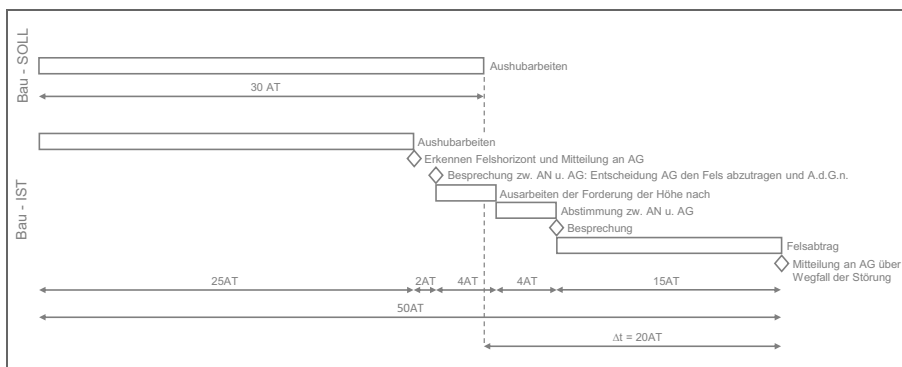 Bau - SOLL
Aushubarbeiten
30 AT
Bau - IST
Aushubarbeiten
Erkennen Felshorizont und Mitteilung an AG
Besprechung zw. AN u. AG: Entscheidung AG den Fels abzutragen und A.d.G.n.
Ausarbeiten der Forderung der Höhe nach
Abstimmung zw. AN u. AG
Besprechung
Felsabtrag
Mitteilung an AG über
Wegfall der Störung
25AT 2AT 4AT 4AT 15AT
50AT
Δt = 20AT